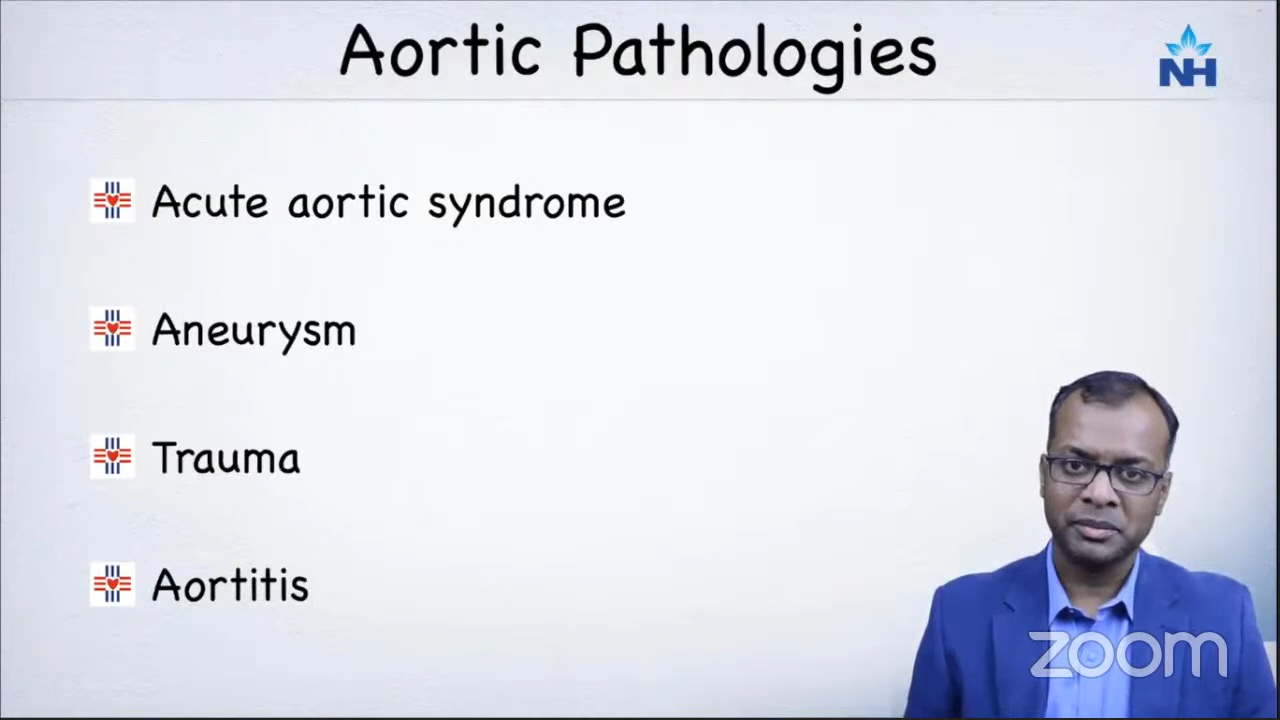 Aortic Pathologies
NH
Acute aortic syndrome
Aneurysm
Trauma
Aortitis
zoom